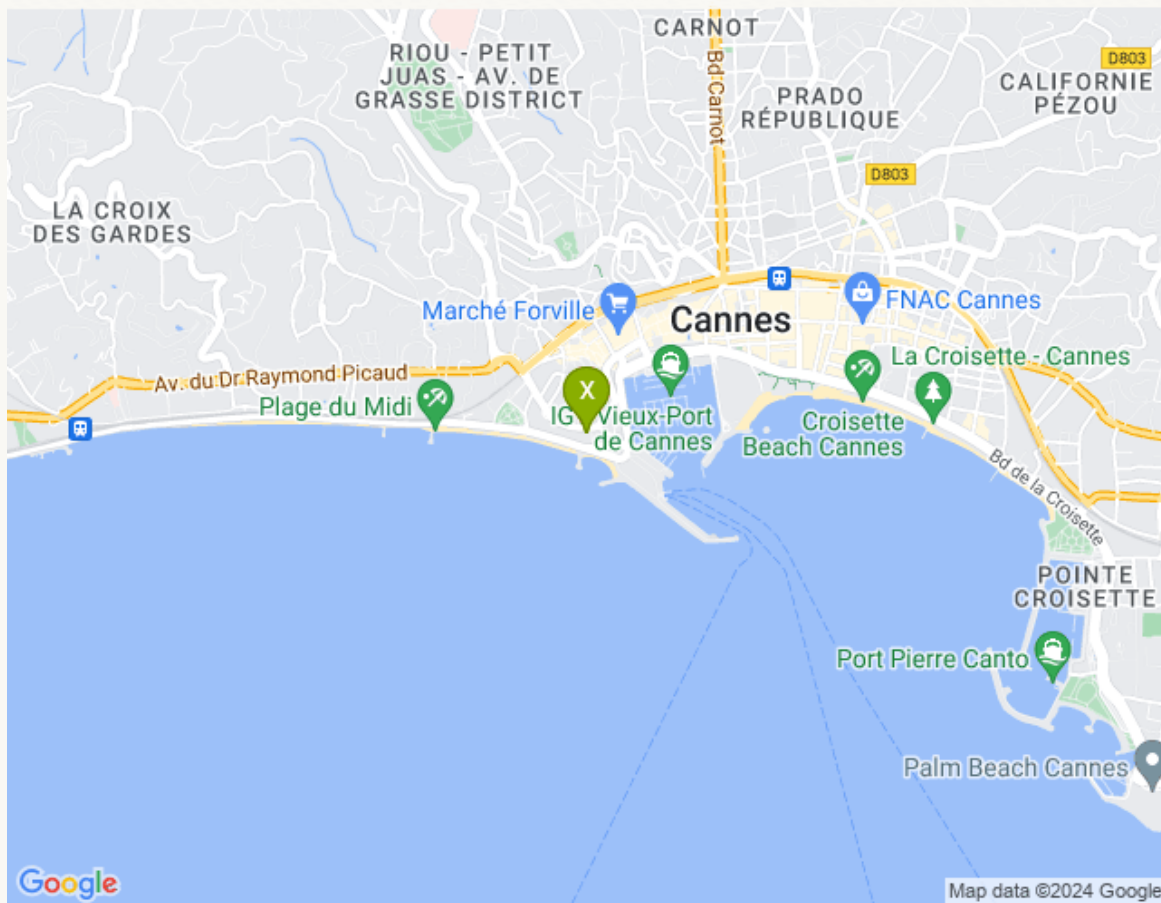 CARNOT
RIOU - PETIT
JUAS - AV. DE
GRASSE DISTRICT
Bd Carnot
D803
CALIFORNIE
PÉZOU
PRADO
RÉPUBLIQUE
D803
LA CROIX
DES GARDES
Marché Forville
FNAC Cannes
Cannes
La Croisette - Cannes
Av. du Dr Raymond Picaud
Plage du Midi
X
Vieux-Port
de Cannes
Croisette
Beach Cannes
Bd de la Croisette
POINTE
CROISETTE
Port Pierre Canto
Palm Beach Cannes
Google
Map data ©2024 Google